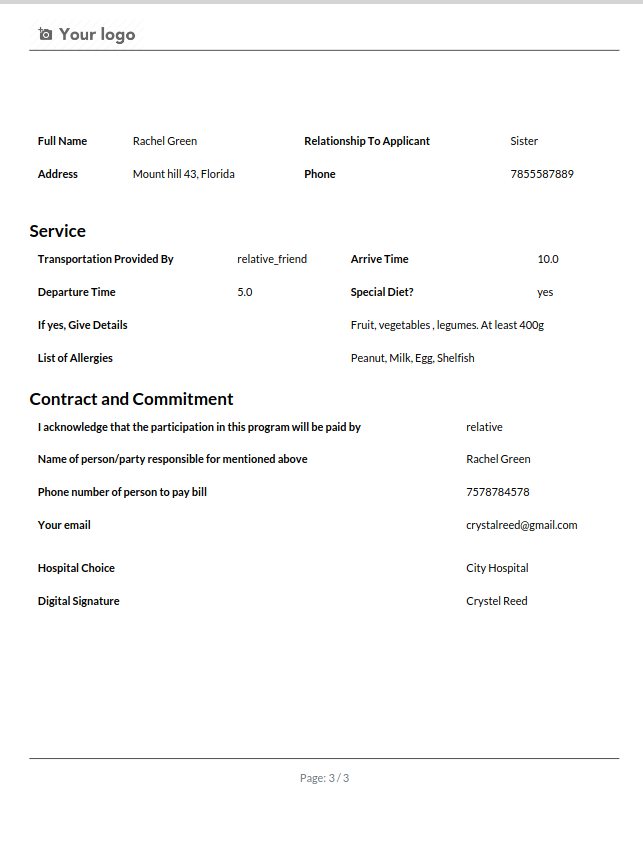 Your logo
Full Name Rachel Green Relationship To Applicant Sister
Address Mount hill 43, Florida Phone 7855587889
Service
Transportation Provided By relative_friend Arrive Time 10.0
Departure Time 5.0 Special Diet? yes
If yes, Give Details Fruit, vegetables , legumes. At least 400g
List of Allergies Peanut, Milk, Egg, Shelfish
Contract and Commitment
I acknowledge that the participation in this program will be paid by relative
Name of person/party responsible for mentioned above Rachel Green
Phone number of person to pay bill 7578784578
Your email crystalreed@gmail.com
Hospital Choice City Hospital
Digital Signature Crystel Reed
Page: 3 / 3